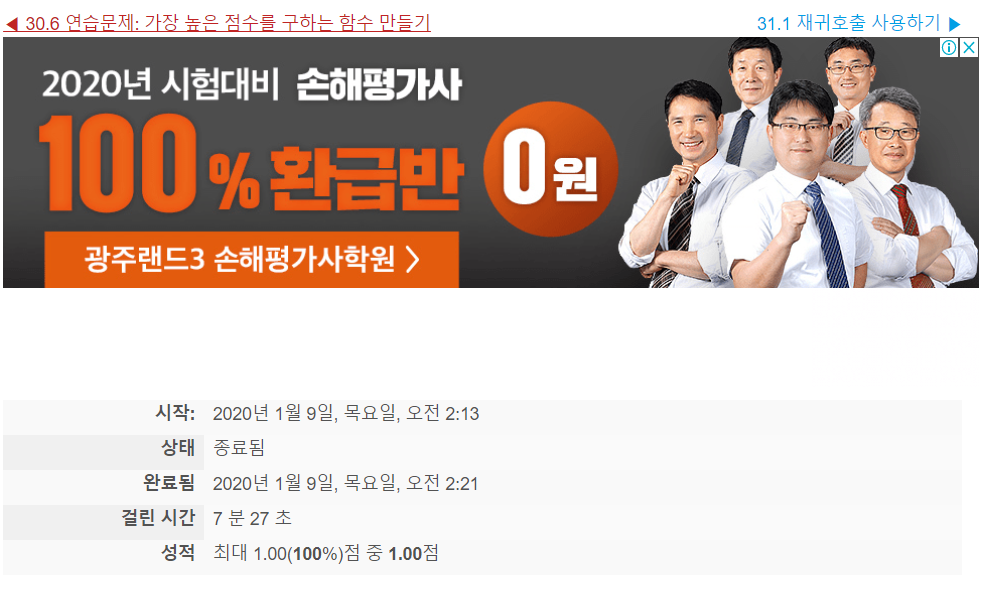 ◀ 30.6 연습문제: 가장 높은 점수를 구하는 함수 만들기
31.1 재귀호출 사용하기 ▶
2020년 시험대비 손해평가사
100% 환급반
0원
광주랜드3 손해평가사학원 >
시작: 2020년 1월 9일, 목요일, 오전 2:13
상태 종료됨
완료됨 2020년 1월 9일, 목요일, 오전 2:21
걸린 시간 7 분 27 초
성적 최대 1.00(100%)점 중 1.00점